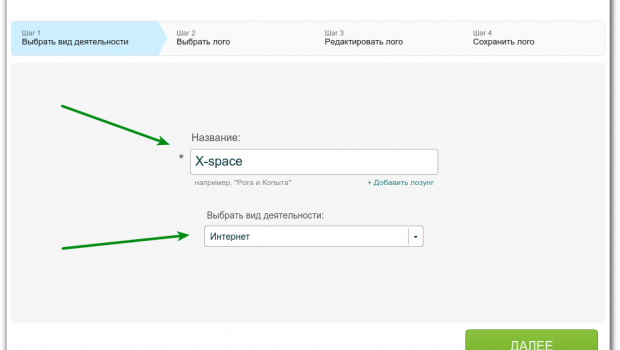 Шаг 1
Выбрать вид деятельности
Шаг 2
Выбрать лого
Шаг 3
Редактировать лого
Шаг 4
Сохранить лого
Название:
* X-space
например, "Рога и Копыта"
+ Добавить лозунг
Выбрать вид деятельности:
Интернет
ДАЛЕЕ